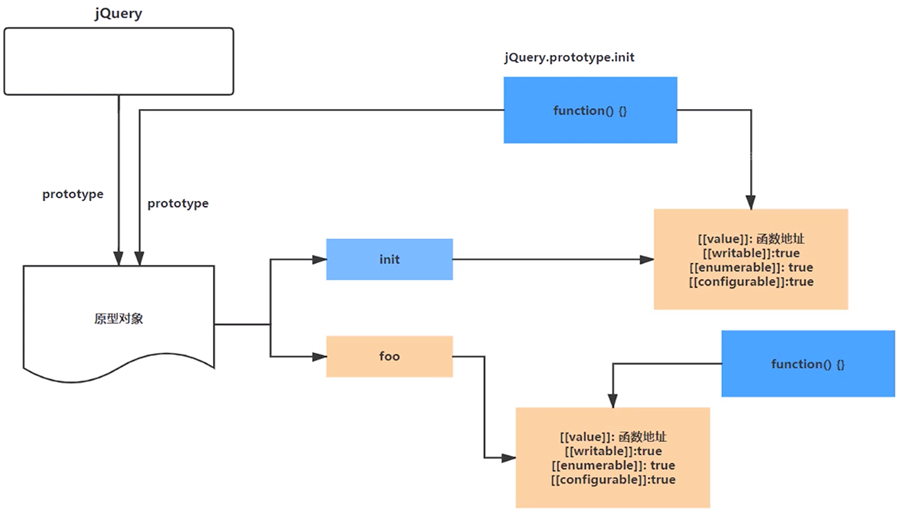 jQuery
jQuery.prototype.init
function() {}
prototype
prototype
[[value]]: 函数地址
[[writable]]:true
[[enumerable]]: true
[[configurable]]:true
init
原型对象
foo
function() {}
[[value]]: 函数地址
[[writable]]:true
[[enumerable]]: true
[[configurable]]:true